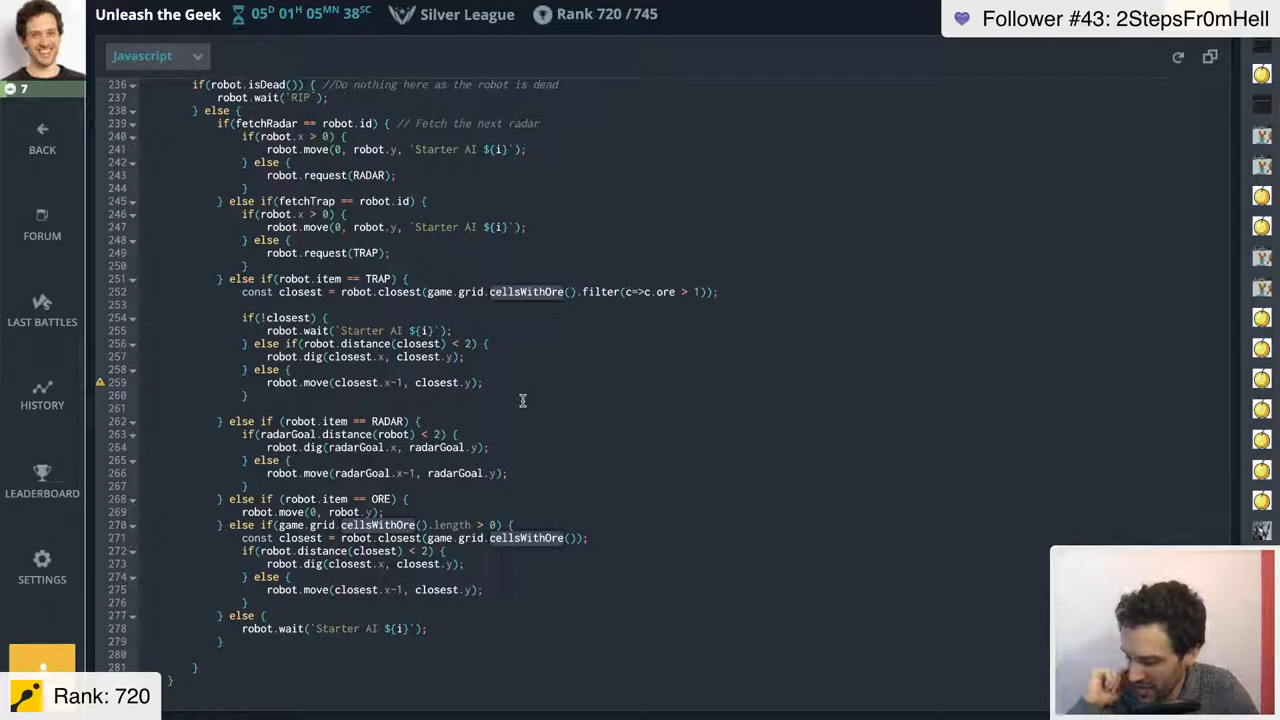 Unleash the Geek
05D 01H 05MN 38SC
Silver League
Rank 720 /745
Follower #43: 2StepsFr0mHell
7
Javascript
BACK
FORUM
LAST BATTLES
HISTORY
LEADERBOARD
SETTINGS
236 if(robot.isDead()) { //Do nothing here as the robot is dead
237 robot.wait(`RIP`);
238 } else {
239 if(fetchRadar == robot.id) { // Fetch the next radar
240 if(robot.x > 0) {
241 robot.move(0, robot.y, `Starter AI ${i}`);
242 } else {
243 robot.request(RADAR);
244 }
245 } else if(fetchTrap == robot.id) {
246 if(robot.x > 0) {
247 robot.move(0, robot.y, `Starter AI ${i}`);
248 } else {
249 robot.request(TRAP);
250 }
251 } else if(robot.item == TRAP) {
252 const closest = robot.closest(game.grid.cellsWithOre().filter(c=>c.ore > 1));
253
254 if(!closest) {
255 robot.wait(`Starter AI ${i}`);
256 } else if(robot.distance(closest) < 2) {
257 robot.dig(closest.x, closest.y);
258 } else {
259 robot.move(closest.x-1, closest.y);
260 }
261
262 } else if (robot.item == RADAR) {
263 if(radarGoal.distance(robot) < 2) {
264 robot.dig(radarGoal.x, radarGoal.y);
265 } else {
266 robot.move(radarGoal.x-1, radarGoal.y);
267 }
268 } else if (robot.item == ORE) {
269 robot.move(0, robot.y);
270 } else if(game.grid.cellsWithOre().length > 0) {
271 const closest = robot.closest(game.grid.cellsWithOre());
272 if(robot.distance(closest) < 2) {
273 robot.dig(closest.x, closest.y);
274 } else {
275 robot.move(closest.x-1, closest.y);
276 }
277 } else {
278 robot.wait(`Starter AI ${i}`);
279 }
280
281 }
}
Rank: 720